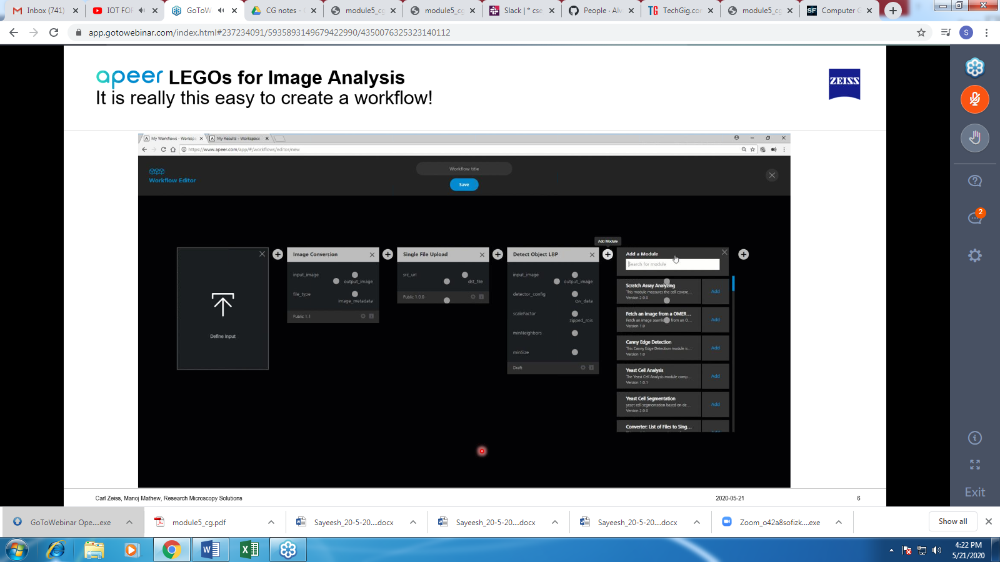 Inbox (741)
IOT FOR
GoToW
CG notes - G
module5_cg
module5_cg
Slack | * cse
People · Alv
TechGig.com
module5_cg
Computer G
app.gotowebinar.com/index.html#237234091/5935893149679422990/4350076325323140112
S
apeer LEGOs for Image Analysis
It is really this easy to create a workflow!
ZEISS
My Workflows - Workspa
My Results - Workspace
https://www.apeer.com/app/#/workflows/editor/new
Workflow Editor
Workflow title
Save
Add Module
Define Input
Image Conversion
input_image
output_image
file_type
image_metadata
Public 1.1
Single File Upload
src_url
dst_file
Public 1.0.0
Detect Object LBP
input_image
output_image
detector_config
csv_data
scaleFactor
zipped_rois
minNeighbors
minSize
Draft
Add a Module
Search for module
Scratch Assay Analyzing
This module measures the cell covere...
Version 2.0.0
Add
Fetch an image from a OMER...
Fetch an image seamle from an O...
Version 1.0
Add
Canny Edge Detection
This Canny Edge Detection module is...
Version 1.0
Add
Yeast Cell Analysis
The Yeast Cell Analysis module comp...
Version 1.0.1
Add
Yeast Cell Segmentation
yeast cell segmentation based on de...
Version 2.0.0
Add
Converter: List of Files to Sing...
Carl Zeiss, Manoj Mathew, Research Microscopy Solutions
2020-05-21
6
2
Exit
GoToWebinar Ope....exe
module5_cg.pdf
Sayeesh_20-5-20....docx
Sayeesh_20-5-20....docx
Sayeesh_20-5-20....docx
Zoom_o42a8sofizk....exe
Show all
4:22 PM
5/21/2020